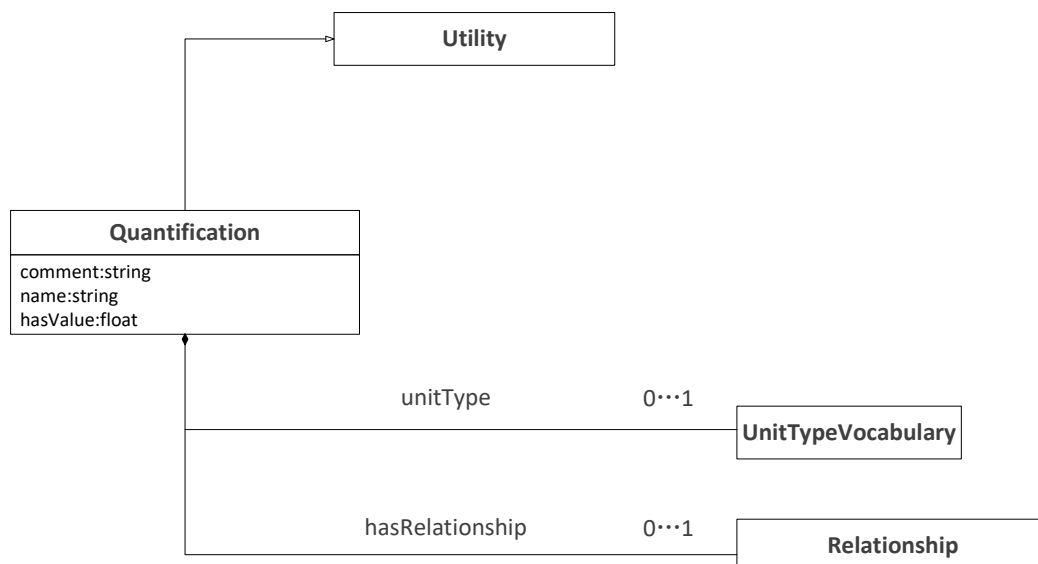 Utility
Quantification
comment:string
name:string
hasValue:float
unitType 0···1
UnitTypeVocabulary
hasRelationship 0···1
Relationship